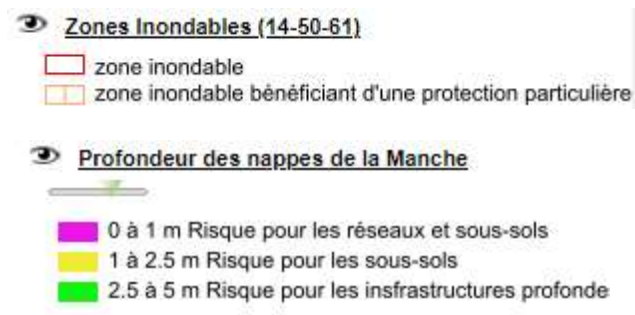 Zones Inondables (14-50-61)
zone inondable
zone inondable bénéficiant d'une protection particulière
Profondeur des nappes de la Manche
0 à 1 m Risque pour les réseaux et sous-sols
1 à 2.5 m Risque pour les sous-sols
2.5 à 5 m Risque pour les insfrastructures profonde